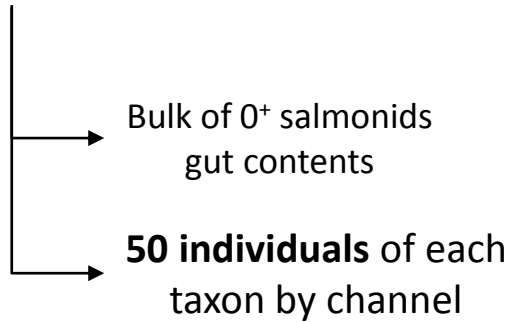 Bulk of 0⁺ salmonids
gut contents
50 individuals of each
taxon by channel